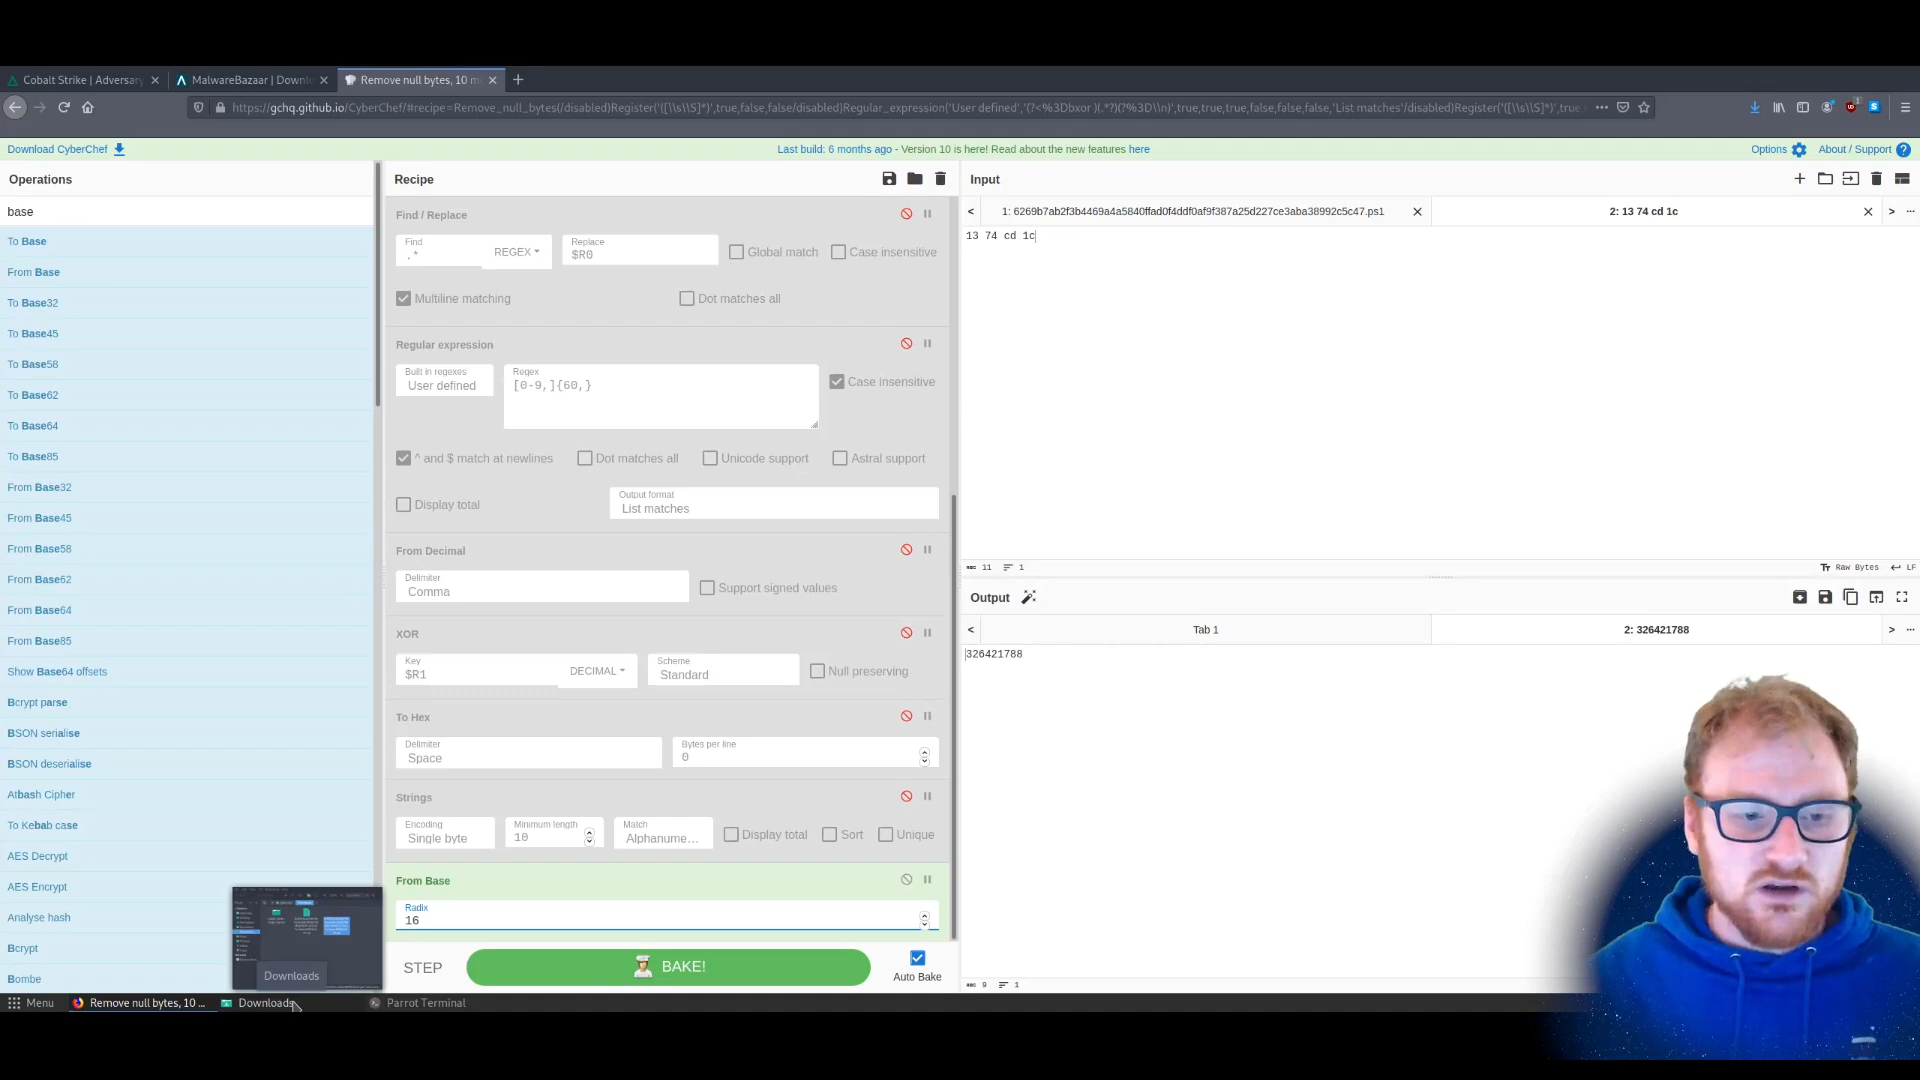 Cobalt Strike | Adversary
MalwareBazaar | Downl
Remove null bytes, 10 m
https://gchq.github.io/CyberChef/#recipe=Remove_null_bytes(/disabled)Register('([\\s\\S]*)',true,false,false/disabled)Regular_expression('User defined','(?<%3Dbxor )(.*?)(?%3D\\n)',true,true,true,false,false,false,'List matches'/disabled)Register('([\\s\\S]*)',true
Download CyberChef
Last build: 6 months ago - Version 10 is here! Read about the new features here
Options
About / Support
Operations
base
To Base
From Base
To Base32
To Base45
To Base58
To Base62
To Base64
To Base85
From Base32
From Base45
From Base58
From Base62
From Base64
From Base85
Show Base64 offsets
Bcrypt parse
BSON serialise
BSON deserialise
Atbash Cipher
To Kebab case
AES Decrypt
AES Encrypt
Analyse hash
Bcrypt
Bombe
Recipe
Find / Replace
Find
.*
REGEX
Replace
$R0
Global match
Case insensitive
Multiline matching
Dot matches all
Regular expression
Built in regexes
User defined
Regex
[0-9,]{60,}
Case insensitive
^ and $ match at newlines
Dot matches all
Unicode support
Astral support
Display total
Output format
List matches
From Decimal
Delimiter
Comma
Support signed values
XOR
Key
$R1
DECIMAL
Scheme
Standard
Null preserving
To Hex
Delimiter
Space
Bytes per line
0
Strings
Encoding
Single byte
Minimum length
10
Match
Alphanume...
Display total
Sort
Unique
From Base
Radix
16
STEP
BAKE!
Auto Bake
Input
1: 6269b7ab2f3b4469a4a5840ffad0f4ddf0af9f387a25d227ce3aba38992c5c47.ps1
2: 13 74 cd 1c
13 74 cd 1c
11
1
Raw Bytes
LF
Output
Tab 1
2: 326421788
326421788
9
1
Downloads
Menu
Remove null bytes, 10 ...
Downloads
Parrot Terminal